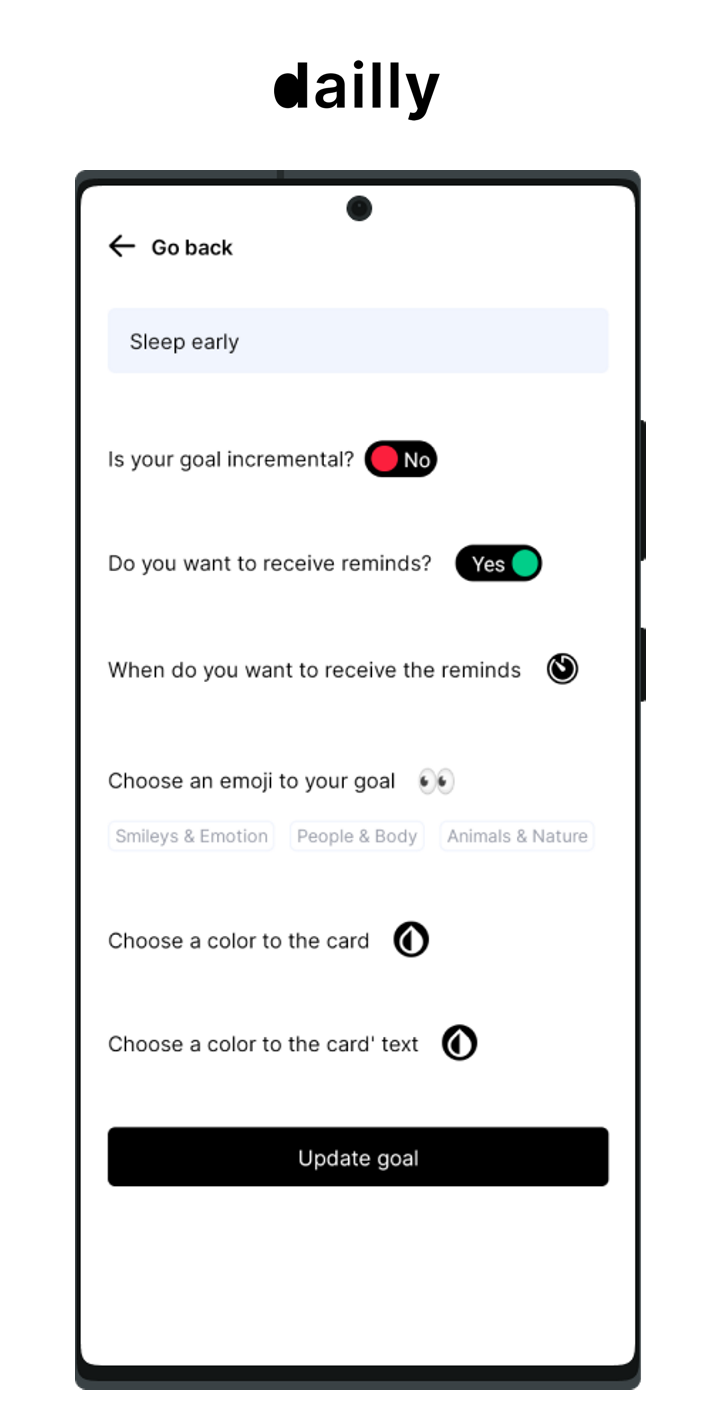 dailly
Go back
Sleep early
Is your goal incremental? No
Do you want to receive reminds? Yes
When do you want to receive the reminds
Choose an emoji to your goal 👀
Smileys & Emotion People & Body Animals & Nature
Choose a color to the card
Choose a color to the card' text
Update goal